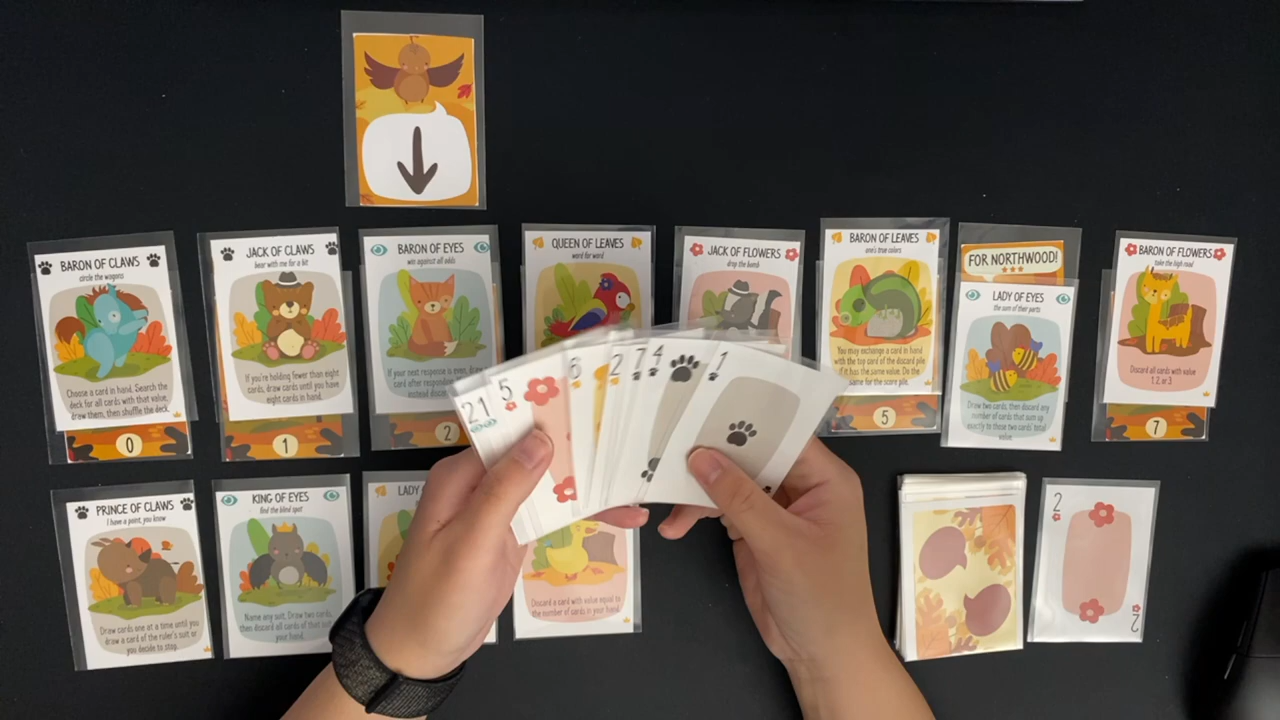 BARON OF CLAWS
circle the wagons
Choose a card in hand. Search the
deck for all cards with that value,
draw them, then shuffle the deck.
0
JACK OF CLAWS
bear with me for a bit
If you're holding fewer than eight
cards, draw cards until you have
eight cards in hand.
1
BARON OF EYES
win against all odds
If your next response is even, draw
card after respond
instead
2
QUEEN OF LEAVES
word for word
JACK OF FLOWERS
drop the bomb
BARON OF LEAVES
one's true colors
You may exchange a card in hand
with the top card of the discard pile
if it has the same value. Do the
same for the score pile.
5
FOR NORTHWOOD!
LADY OF EYES
the sum of their parts
Draw two cards, then discard any
number of cards that sum up
exactly to those two cards' total
value.
BARON OF FLOWERS
take the high road
Discard all cards with value
1, 2, or 3.
7
21
5
6
2
7
4
1
PRINCE OF CLAWS
I have a point, you know
Draw cards one at a time until you
draw a card of the ruler's suit or
you decide to stop.
KING OF EYES
find the blind spot
Name any suit. Draw two cards,
then discard all cards of that suit
your hand.
LADY
Discard a card with value equal to
the number of cards in your hand.
2
2